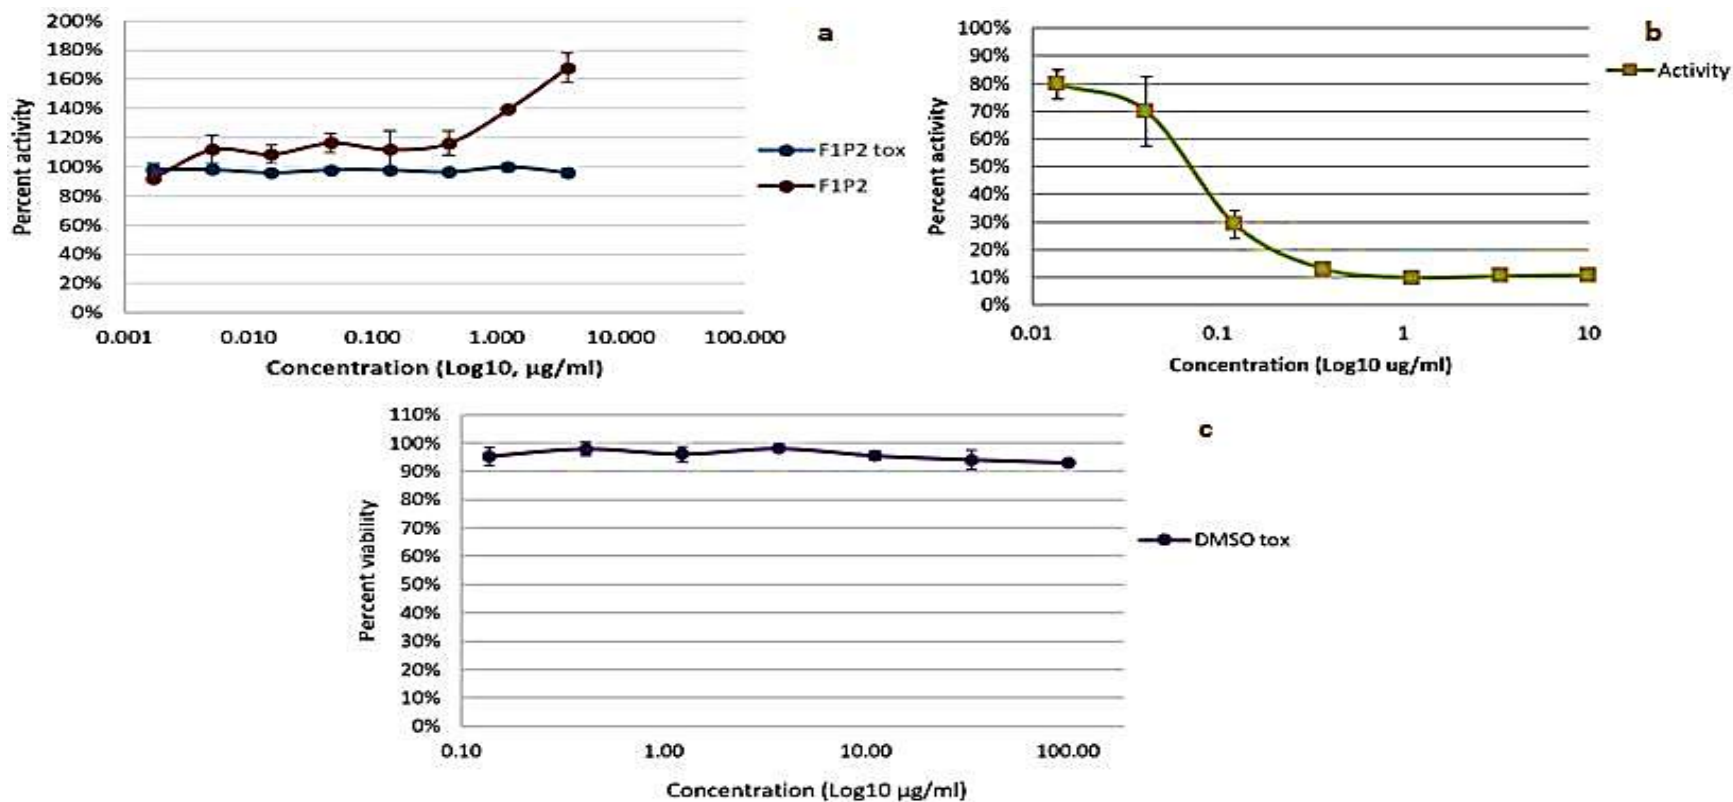 200%
180%
160%
140%
120%
100%
80%
60%
40%
20%
0%
Percent activity
0.001 0.010 0.100 1.000 10.000 100.000
Concentration (Log10, µg/ml)
F1P2 tox
F1P2
a
100%
90%
80%
70%
60%
50%
40%
30%
20%
10%
0%
Percent activity
0.01 0.1 1 10
Concentration (Log10 ug/ml)
Activity
b
110%
100%
90%
80%
70%
60%
50%
40%
30%
20%
10%
0%
Percent viability
0.10 1.00 10.00 100.00
Concentration (Log10 µg/ml)
DMSO tox
c